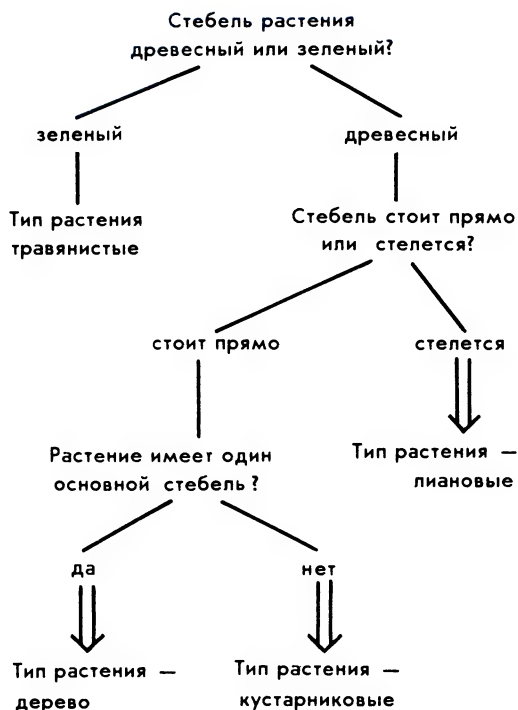 Стебель растения
древесный или зеленый?
зеленый
древесный
Тип растения
травянистые
Стебель стоит прямо
или стелется?
стоит прямо
стелется
Растение имеет один
основной стебель?
Тип растения —
лиановые
да
нет
Тип растения —
дерево
Тип растения —
кустарниковые